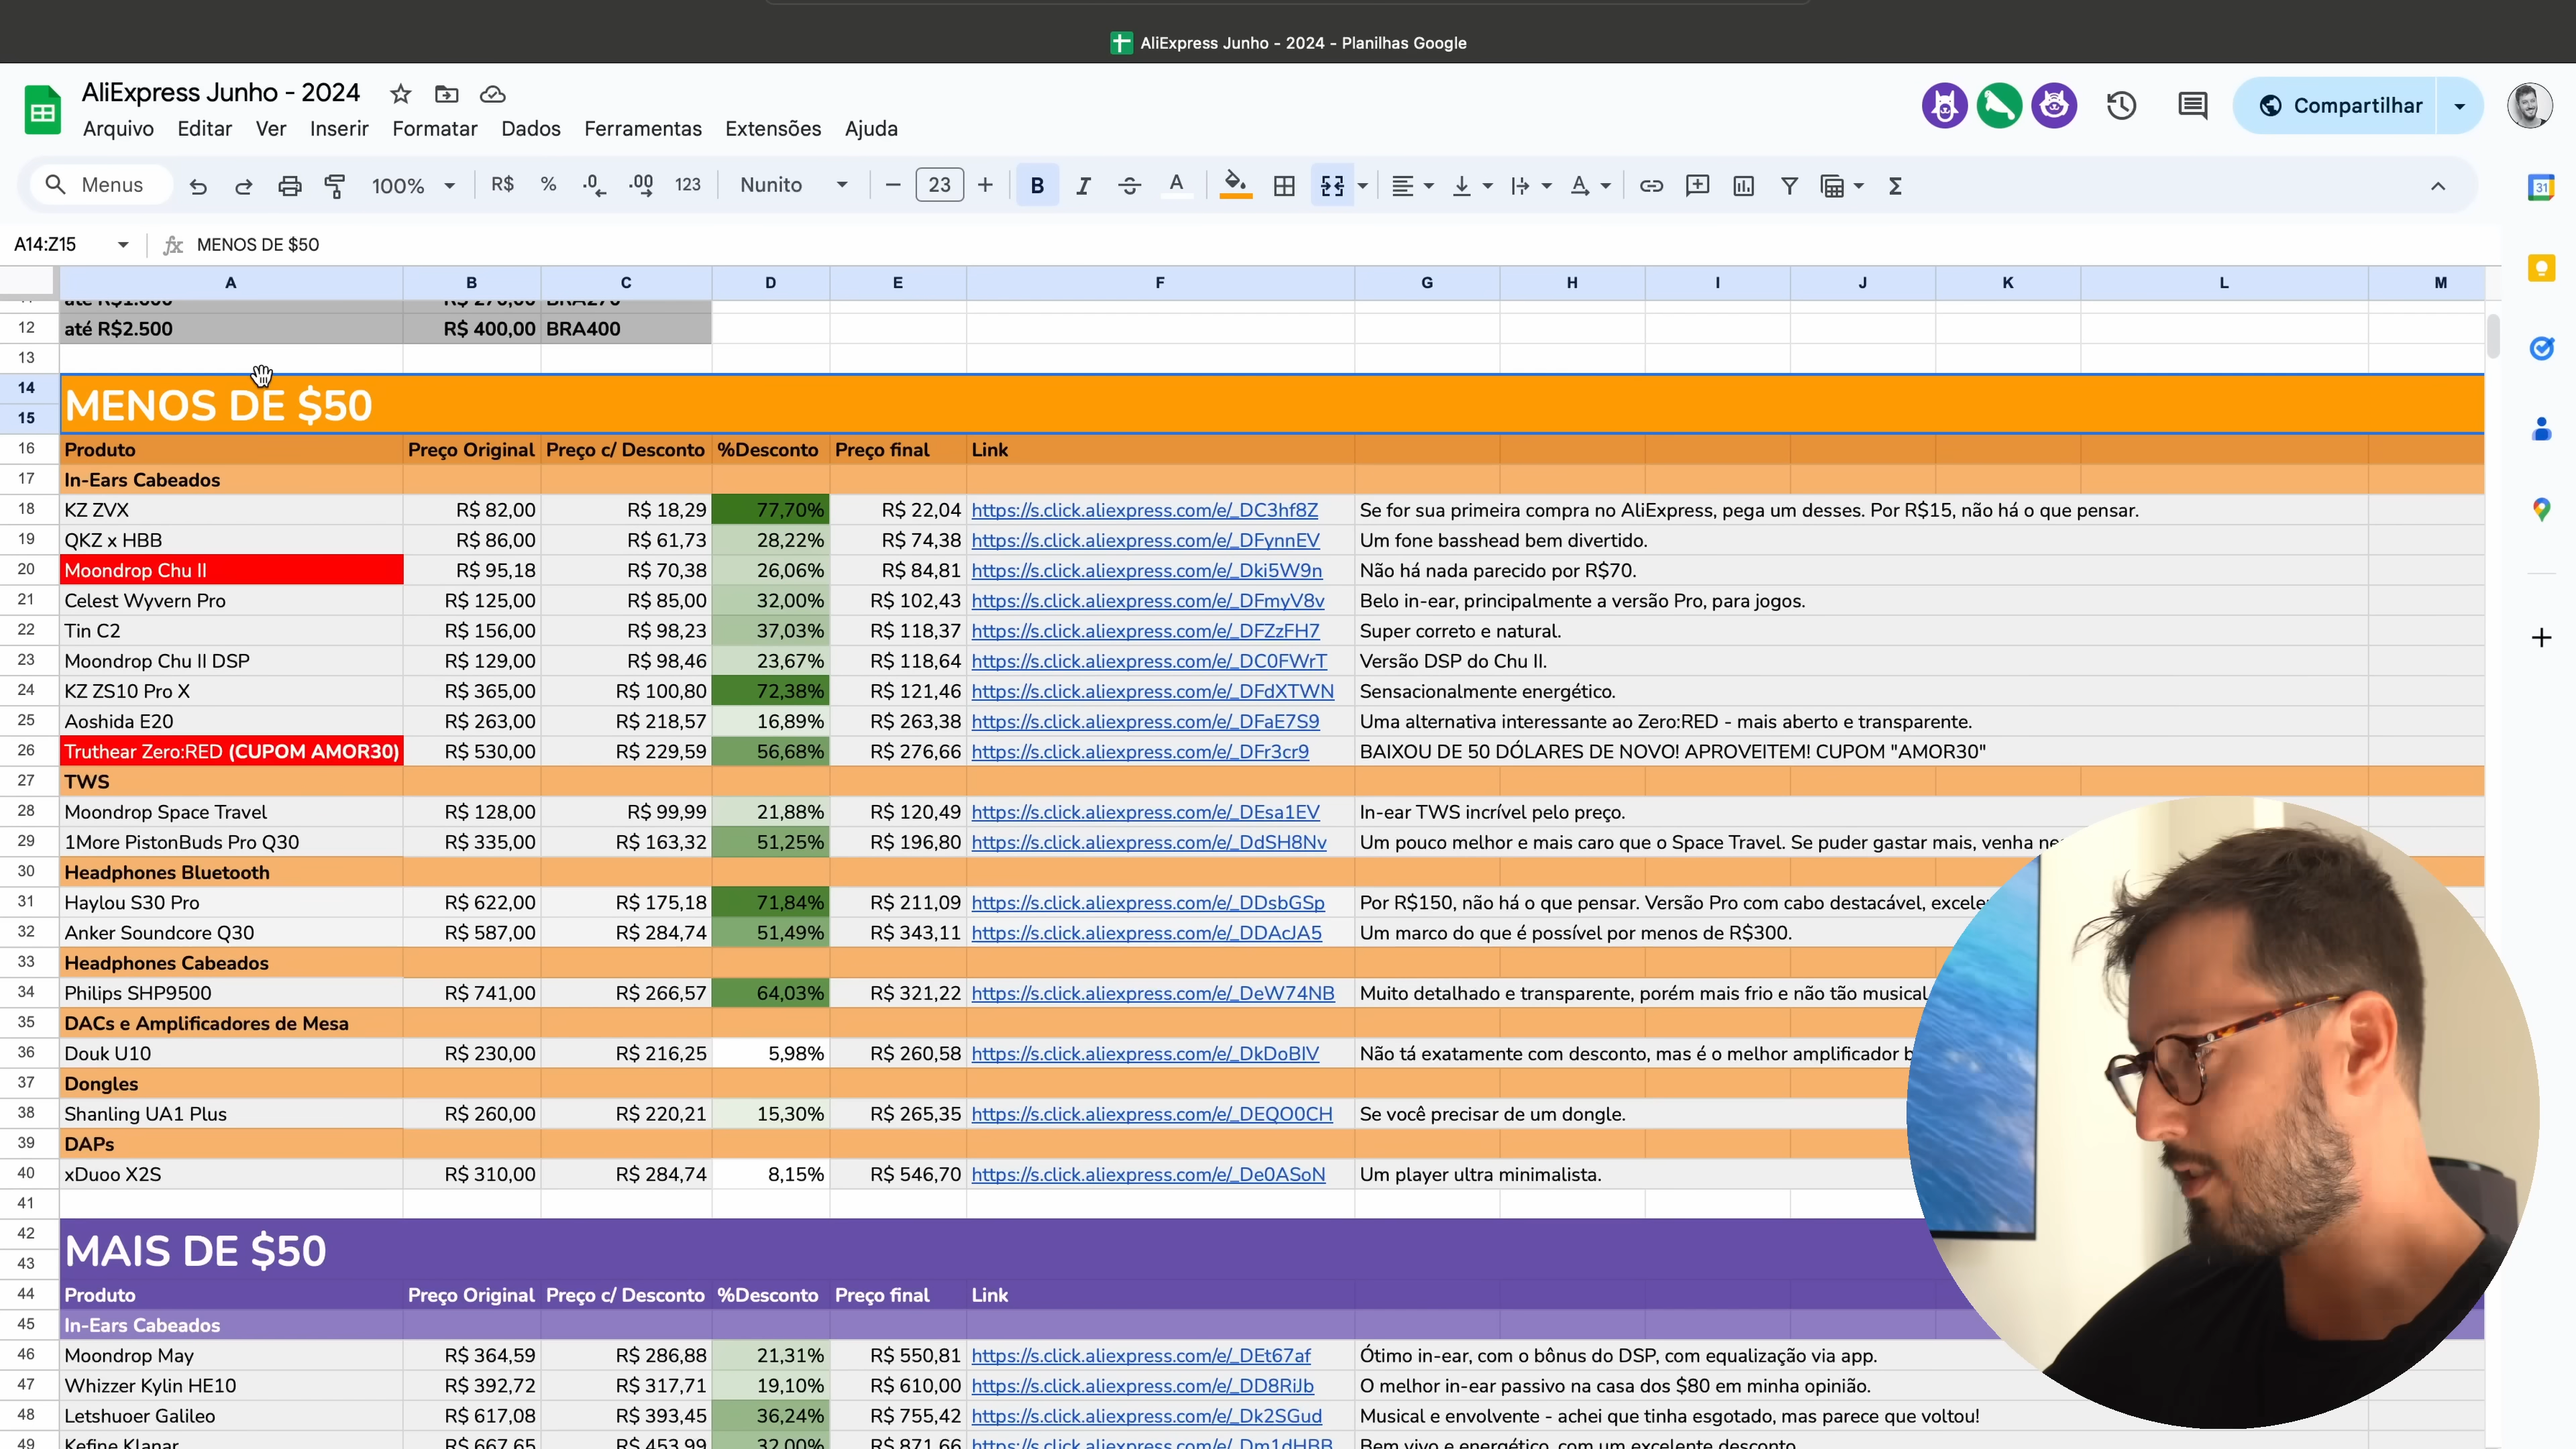 AliExpress Junho - 2024 - Planilhas Google
AliExpress Junho - 2024
Compartilhar
Arquivo Editar Ver Inserir Formatar Dados Ferramentas Extensões Ajuda
Menus 100% R$ % .0 .00 123 Nunito 23 B I A A Σ
31
A14:Z15 fx MENOS DE $50
A B C D E F G H I J K L M
12 até R$2.500 R$ 400,00 BRA400
13
14
MENOS DE $50
15
16 Produto Preço Original Preço c/ Desconto %Desconto Preço final Link
17 In-Ears Cabeados
18 KZ ZVX R$ 82,00 R$ 18,29 77,70% R$ 22,04 https://s.click.aliexpress.com/e/_DC3hf8Z Se for sua primeira compra no AliExpress, pega um desses. Por R$15, não há o que pensar.
19 QKZ x HBB R$ 86,00 R$ 61,73 28,22% R$ 74,38 https://s.click.aliexpress.com/e/_DFynnEV Um fone basshead bem divertido.
20 Moondrop Chu II R$ 95,18 R$ 70,38 26,06% R$ 84,81 https://s.click.aliexpress.com/e/_Dki5W9n Não há nada parecido por R$70.
21 Celest Wyvern Pro R$ 125,00 R$ 85,00 32,00% R$ 102,43 https://s.click.aliexpress.com/e/_DFmyV8v Belo in-ear, principalmente a versão Pro, para jogos.
22 Tin C2 R$ 156,00 R$ 98,23 37,03% R$ 118,37 https://s.click.aliexpress.com/e/_DFZzFH7 Super correto e natural.
23 Moondrop Chu II DSP R$ 129,00 R$ 98,46 23,67% R$ 118,64 https://s.click.aliexpress.com/e/_DC0FWrT Versão DSP do Chu II.
24 KZ ZS10 Pro X R$ 365,00 R$ 100,80 72,38% R$ 121,46 https://s.click.aliexpress.com/e/_DFdXTWN Sensacionalmente energético.
25 Aoshida E20 R$ 263,00 R$ 218,57 16,89% R$ 263,38 https://s.click.aliexpress.com/e/_DFaE7S9 Uma alternativa interessante ao Zero:RED - mais aberto e transparente.
26 Truthear Zero:RED (CUPOM AMOR30) R$ 530,00 R$ 229,59 56,68% R$ 276,66 https://s.click.aliexpress.com/e/_DFr3cr9 BAIXOU DE 50 DÓLARES DE NOVO! APROVEITEM! CUPOM "AMOR30"
27 TWS
28 Moondrop Space Travel R$ 128,00 R$ 99,99 21,88% R$ 120,49 https://s.click.aliexpress.com/e/_DEsa1EV In-ear TWS incrível pelo preço.
29 1More PistonBuds Pro Q30 R$ 335,00 R$ 163,32 51,25% R$ 196,80 https://s.click.aliexpress.com/e/_DdSH8Nv Um pouco melhor e mais caro que o Space Travel. Se puder gastar mais, venha
30 Headphones Bluetooth
31 Haylou S30 Pro R$ 622,00 R$ 175,18 71,84% R$ 211,09 https://s.click.aliexpress.com/e/_DDsbGSp Por R$150, não há o que pensar. Versão Pro com cabo destacável,
32 Anker Soundcore Q30 R$ 587,00 R$ 284,74 51,49% R$ 343,11 https://s.click.aliexpress.com/e/_DDAcJA5 Um marco do que é possível por menos de R$300.
33 Headphones Cabeados
34 Philips SHP9500 R$ 741,00 R$ 266,57 64,03% R$ 321,22 https://s.click.aliexpress.com/e/_DeW74NB Muito detalhado e transparente, porém mais frio e não tão musical
35 DACs e Amplificadores de Mesa
36 Douk U10 R$ 230,00 R$ 216,25 5,98% R$ 260,58 https://s.click.aliexpress.com/e/_DkDoBIV Não tá exatamente com desconto, mas é o melhor amplificador
37 Dongles
38 Shanling UA1 Plus R$ 260,00 R$ 220,21 15,30% R$ 265,35 https://s.click.aliexpress.com/e/_DEQO0CH Se você precisar de um dongle.
39 DAPs
40 xDuoo X2S R$ 310,00 R$ 284,74 8,15% R$ 546,70 https://s.click.aliexpress.com/e/_De0ASoN Um player ultra minimalista.
41
42
MAIS DE $50
43
44 Produto Preço Original Preço c/ Desconto %Desconto Preço final Link
45 In-Ears Cabeados
46 Moondrop May R$ 364,59 R$ 286,88 21,31% R$ 550,81 https://s.click.aliexpress.com/e/_DEt67af Ótimo in-ear, com o bônus do DSP, com equalização via app.
47 Whizzer Kylin HE10 R$ 392,72 R$ 317,71 19,10% R$ 610,00 https://s.click.aliexpress.com/e/_DD8RiJb O melhor in-ear passivo na casa dos $80 em minha opinião.
48 Letshuoer Galileo R$ 617,08 R$ 393,45 36,24% R$ 755,42 https://s.click.aliexpress.com/e/_Dk2SGud Musical e envolvente - achei que tinha esgotado, mas parece que voltou!
49 Kefine Klanar R$ 667,65 R$ 453,99 32,00% R$ 871,66 Bem vivo e energético, com um excelente desconto